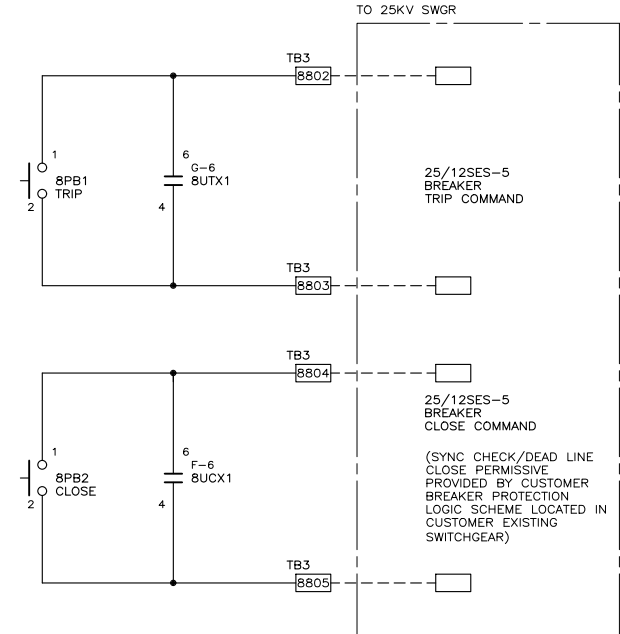 TO 25KV SWGR
TB3
8802
1
6
G-6
8UTX1
8PB1
TRIP
2
4
25/12SES-5
BREAKER
TRIP COMMAND
TB3
8803
TB3
8804
25/12SES-5
BREAKER
CLOSE COMMAND
1
6
F-6
8UCX1
8PB2
CLOSE
2
4
(SYNC CHECK/DEAD LINE
CLOSE PERMISSIVE
PROVIDED BY CUSTOMER
BREAKER PROTECTION
LOGIC SCHEME LOCATED IN
CUSTOMER EXISTING
SWITCHGEAR)
TB3
8805